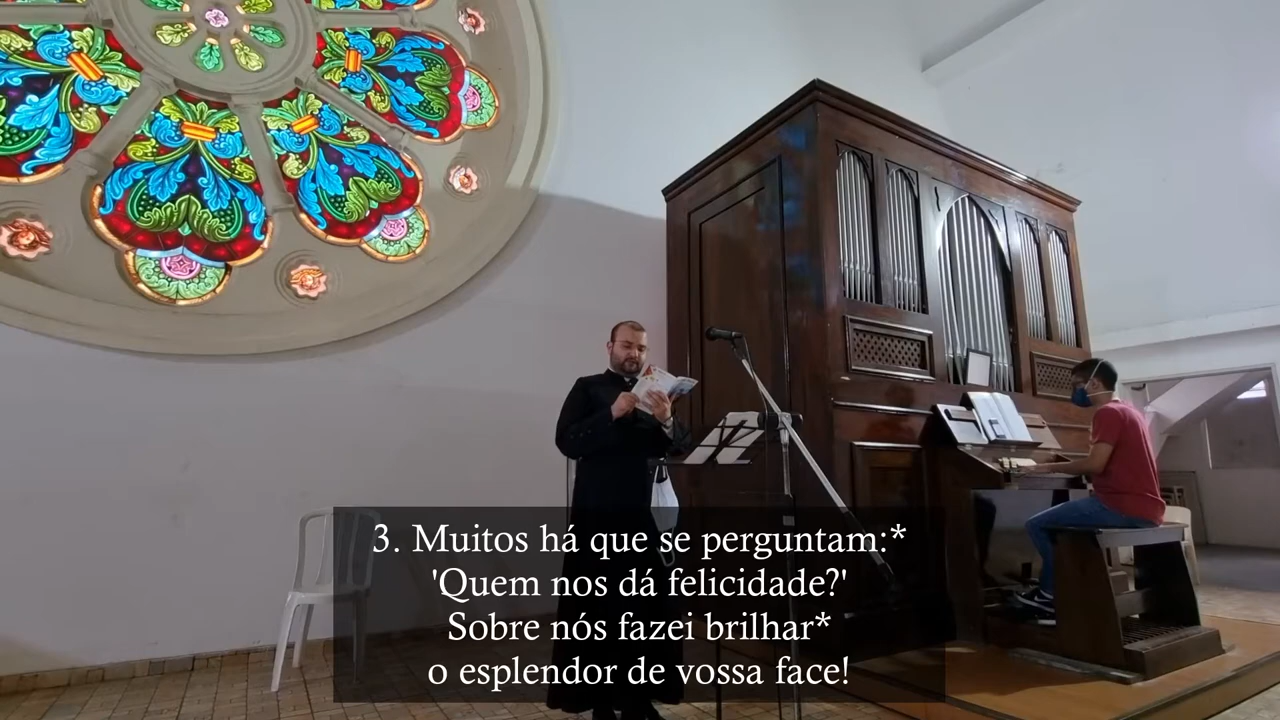 3. Muitos há que se perguntam:*
'Quem nos dá felicidade?'
Sobre nós fazei brilhar*
o esplendor de vossa face!